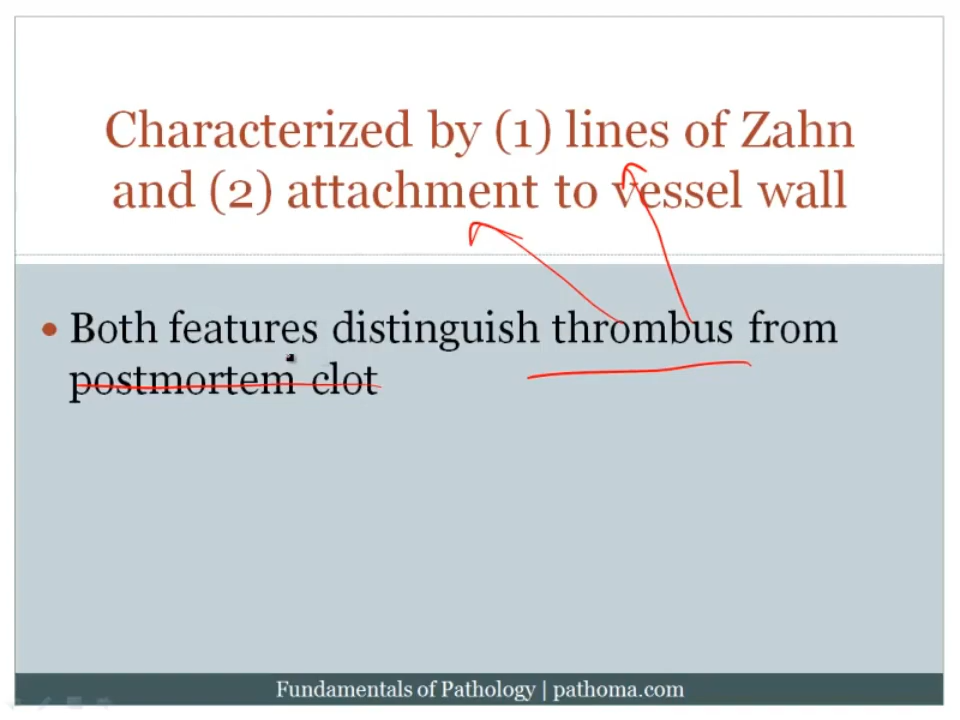 Characterized by (1) lines of Zahn
and (2) attachment to vessel wall
• Both features distinguish thrombus from
postmortem clot
Fundamentals of Pathology | pathoma.com